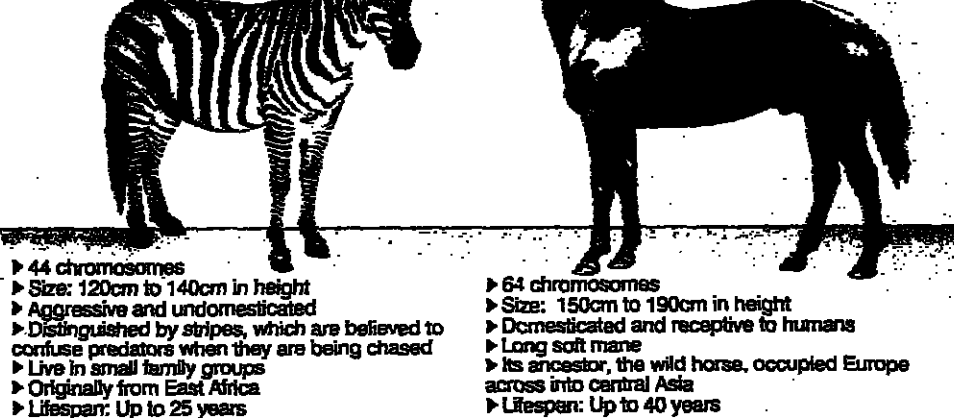 ▶ 44 chromosomes
▶ Size: 120cm to 140cm in height
▶ Aggressive and undomesticated
▶ Distinguished by stripes, which are believed to
confuse predators when they are being chased
▶ Live in small family groups
▶ Originally from East Africa
▶ Lifespan: Up to 25 years
▶ 64 chromosomes
▶ Size: 150cm to 190cm in height
▶ Domesticated and receptive to humans
▶ Long soft mane
▶ Its ancestor, the wild horse, occupied Europe
across into central Asia
▶ Lifespan: Up to 40 years